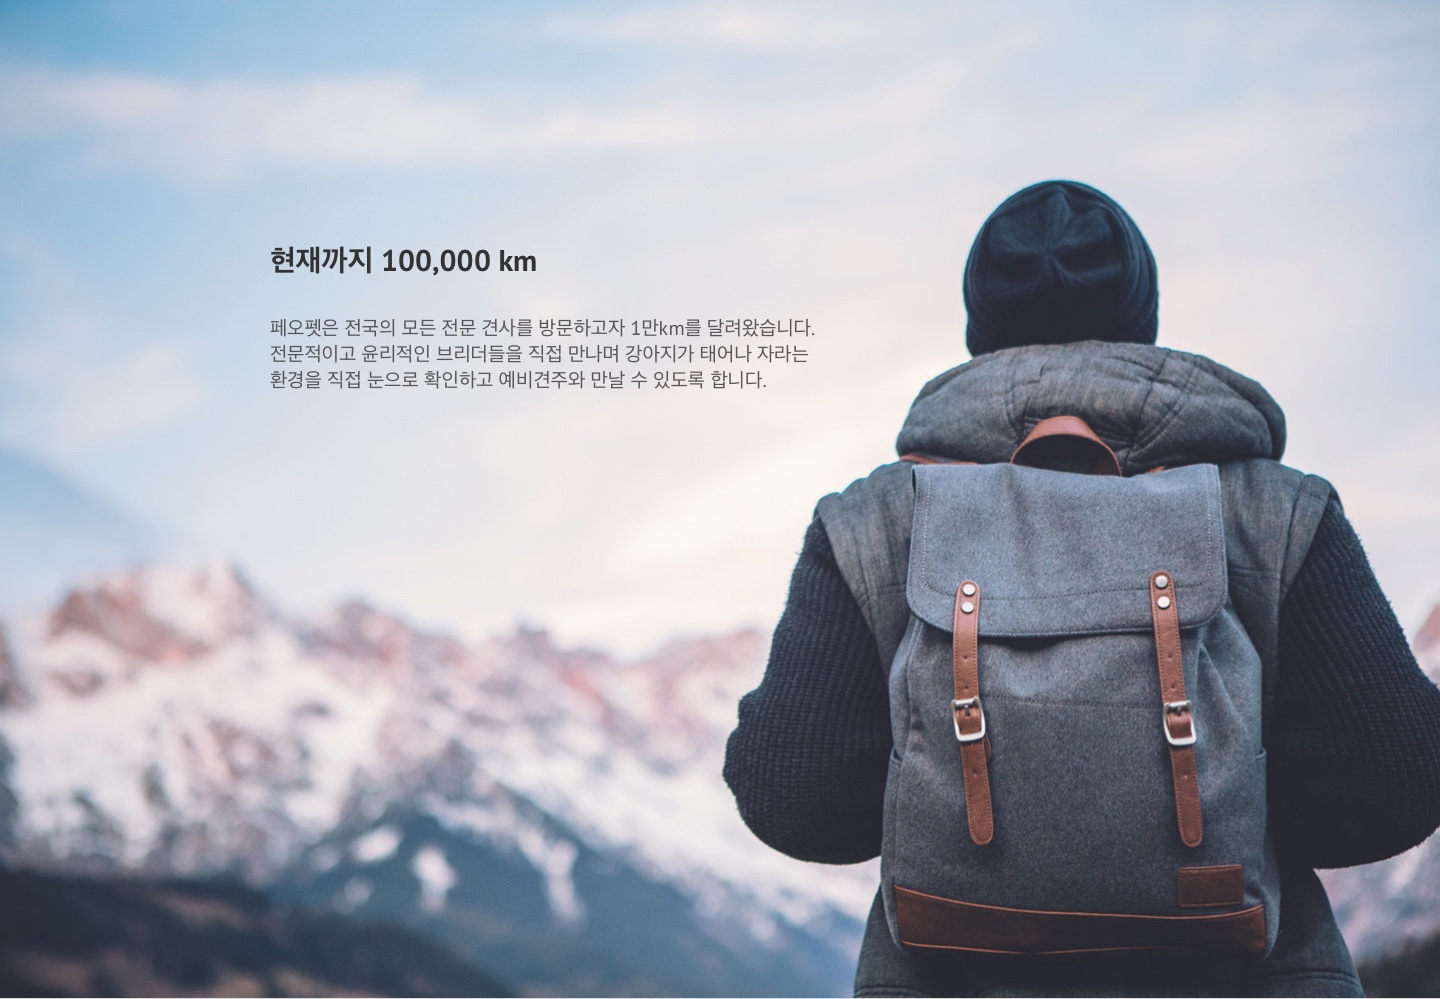 현재까지 100,000 km
페오펫은 전국의 모든 전문 견사를 방문하고자 1만km를 달려왔습니다.
전문적이고 윤리적인 브리더들을 직접 만나며 강아지가 태어나 자라는
환경을 직접 눈으로 확인하고 예비견주와 만날 수 있도록 합니다.